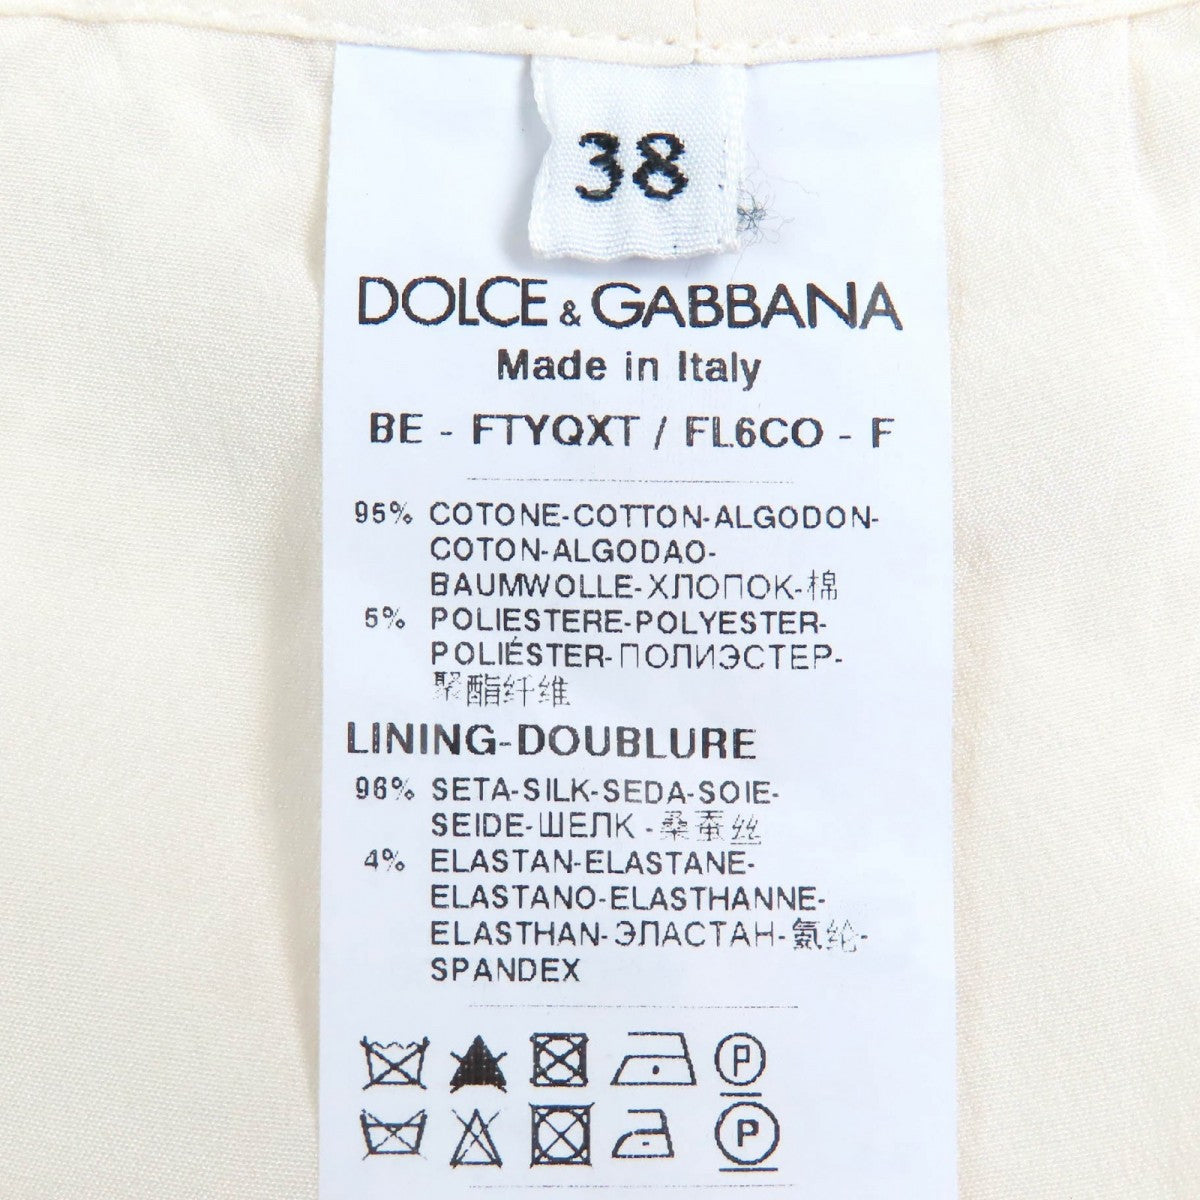 38
DOLCE & GABBANA
Made in Italy
BE - FTYQXT / FL6CO - F
95% COTONE-COTTON-ALGODON-
COTON-ALGODAO-
BAUMWOLLE-ХЛОПОК-棉
5% POLIESTERE-POLYESTER-
POLIÉSTER-ПОЛИЭСТЕР-
聚酯纤维
LINING-DOUBLURE
96% SETA-SILK-SEDA-SOIE-
SEIDE-ШЕЛК -桑蚕丝
4% ELASTAN-ELASTANE-
ELASTANO-ELASTHANNE-
ELASTHAN-ЭЛАСТАН-氨纶-
SPANDEX
P
P